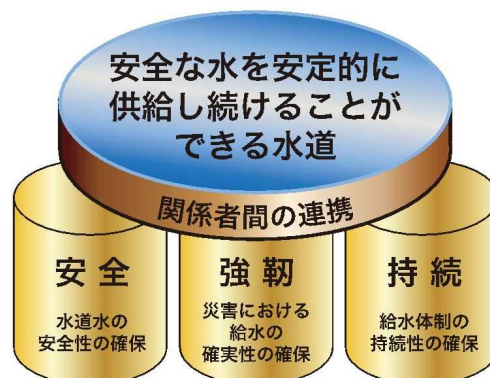 安全な水を安定的に
供給し続けることが
できる水道
関係者間の連携
安全
水道水の
安全性の確保
強靭
災害における
給水の
確実性の確保
持続
給水体制の
持続性の確保